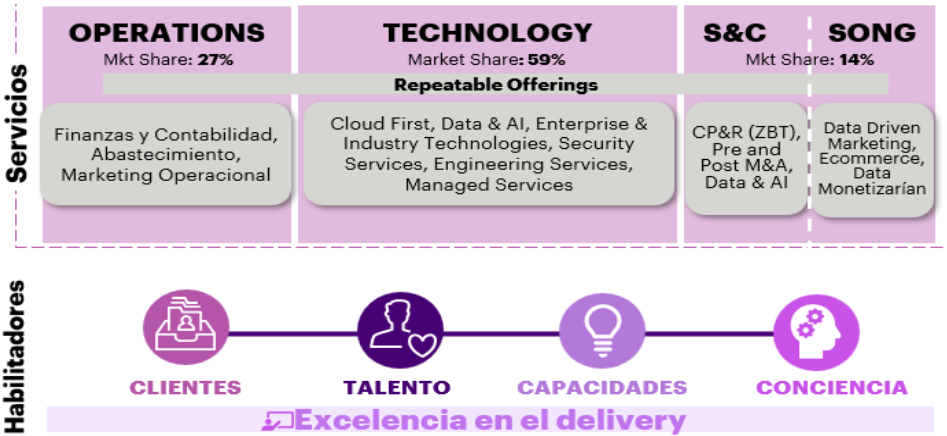 Servicios
OPERATIONS
Mkt Share: 27%
TECHNOLOGY
Market Share: 59%
S&C
SONG
Mkt Share: 14%
Repeatable Offerings
Finanzas y Contabilidad,
Abastecimiento,
Marketing Operacional
Cloud First, Data & AI, Enterprise &
Industry Technologies, Security
Services, Engineering Services,
Managed Services
CP&R (ZBT),
Pre and
Post M&A,
Data & AI
Data Driven
Marketing,
Ecommerce,
Data
Monetizarían
Habilitadores
CLIENTES
TALENTO
CAPACIDADES
CONCIENCIA
Excelencia en el delivery